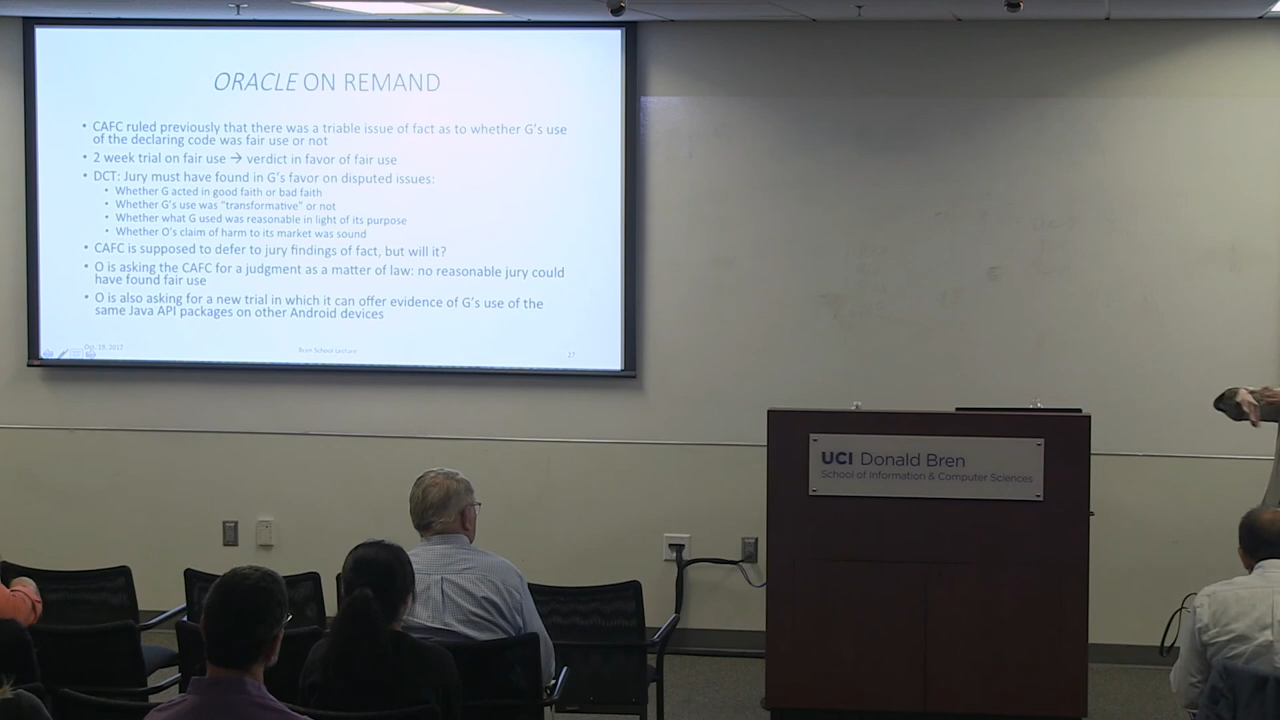 ORACLE ON REMAND
• CAFC ruled previously that there was a triable issue of fact as to whether G's use
of the declaring code was fair use or not
• 2 week trial on fair use → verdict in favor of fair use
• DCT: Jury must have found in G's favor on disputed issues:
• Whether G acted in good faith or bad faith
• Whether G's use was "transformative" or not
• Whether what G used was reasonable in light of its purpose
• Whether O's claim of harm to its market was sound
• CAFC is supposed to defer to jury findings of fact, but will it?
• O is asking the CAFC for a judgment as a matter of law: no reasonable jury could
have found fair use
• O is also asking for a new trial in which it can offer evidence of G's use of the
same Java API packages on other Android devices
Oct. 19, 2017
Bren School Lecture
27
UCI Donald Bren
School of Information & Computer Sciences